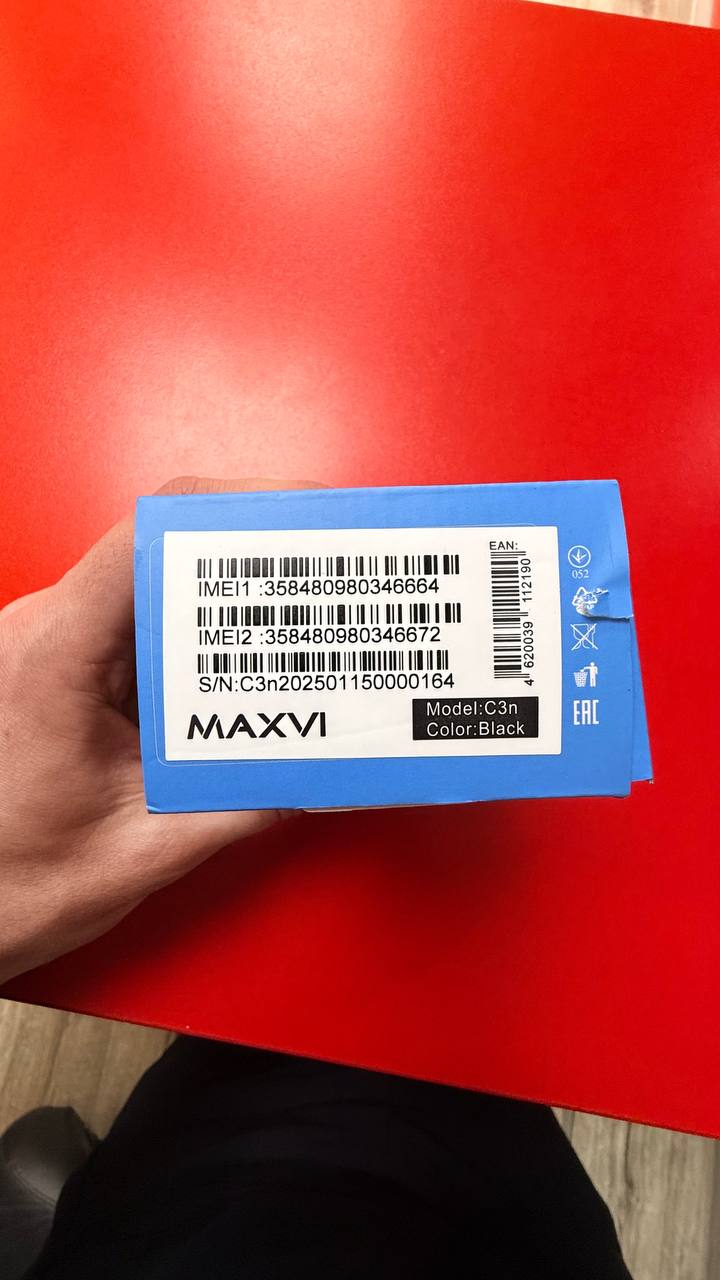 IMEI1 :358480980346664
IMEI2 :358480980346672
S/N:C3n202501150000164
MAXVI
Model:C3n
Color:Black
EAN:
4 620039 112190
052
EAC